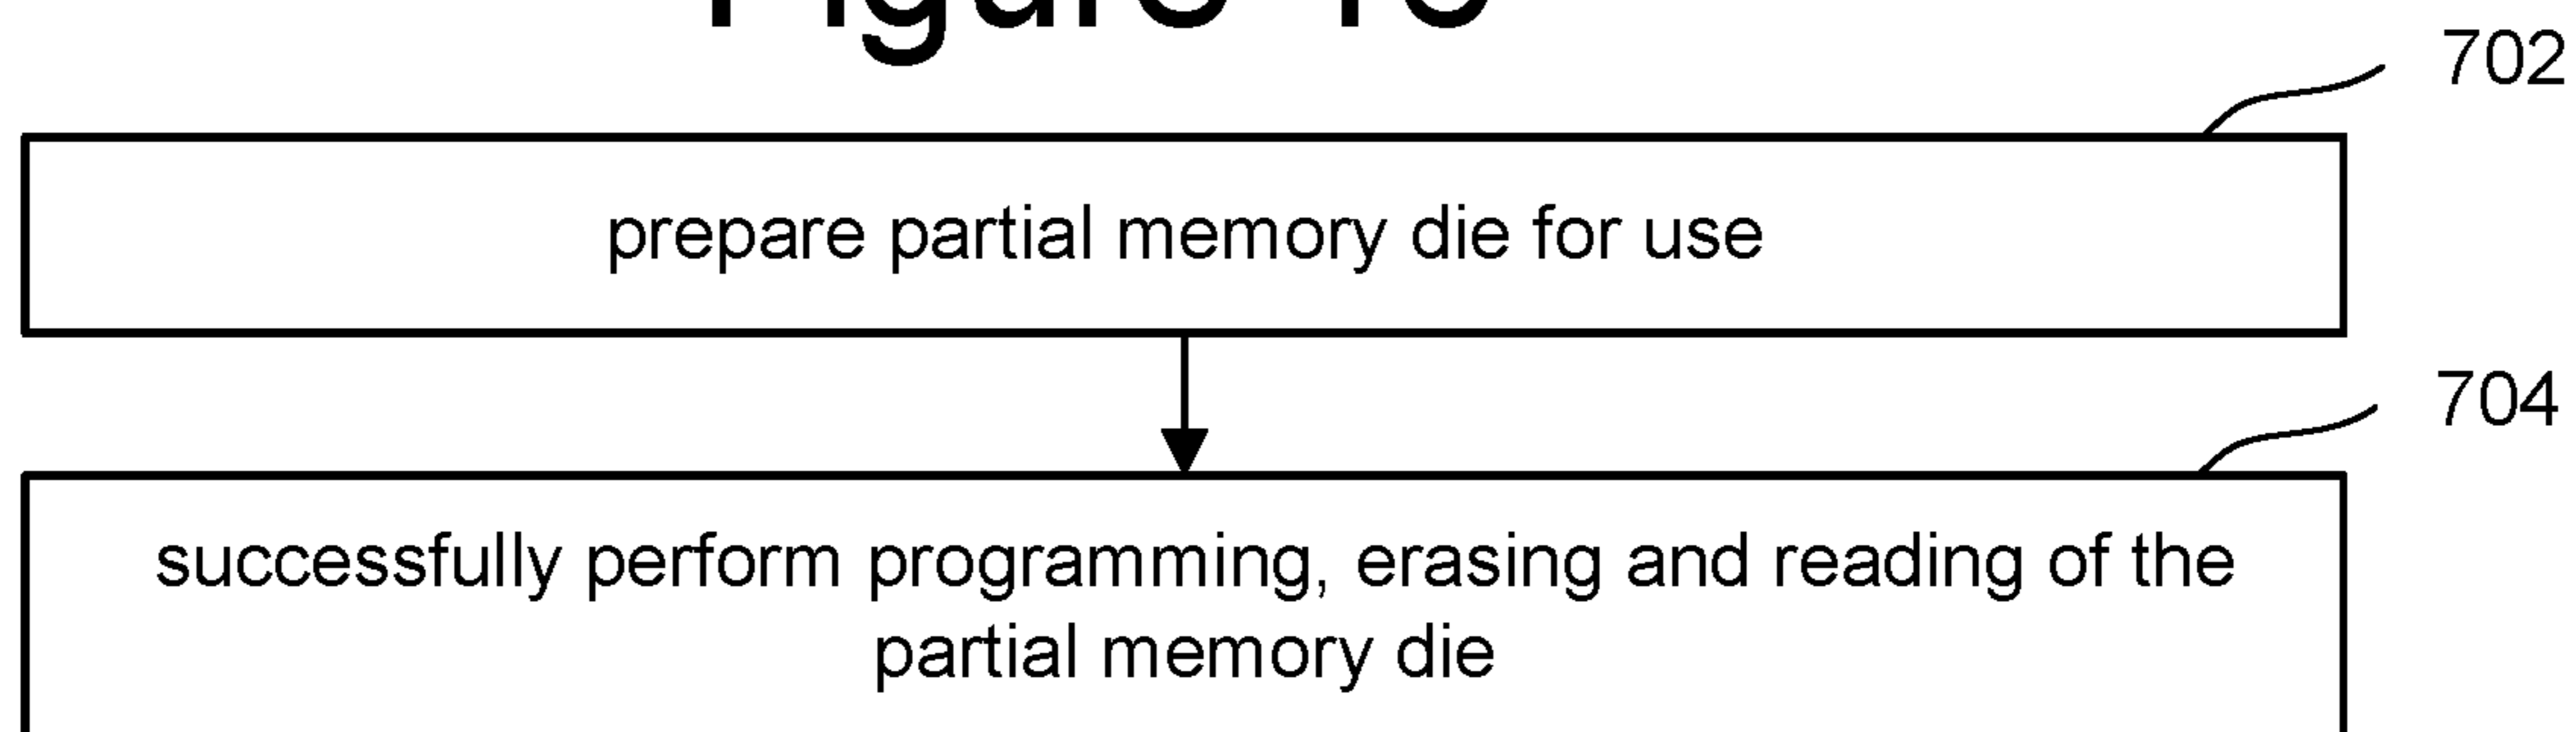 702
prepare partial memory die for use
704
successfully perform programming, erasing and reading of the
partial memory die